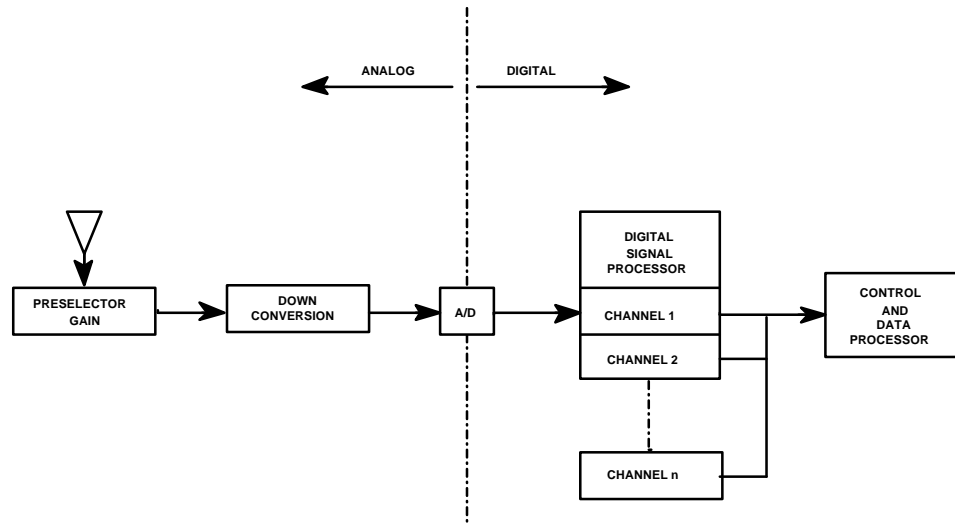 ANALOG
DIGITAL
PRESELECTOR
GAIN
DOWN
CONVERSION
A/D
DIGITAL
SIGNAL
PROCESSOR
CHANNEL 1
CHANNEL 2
CHANNEL n
CONTROL
AND
DATA
PROCESSOR